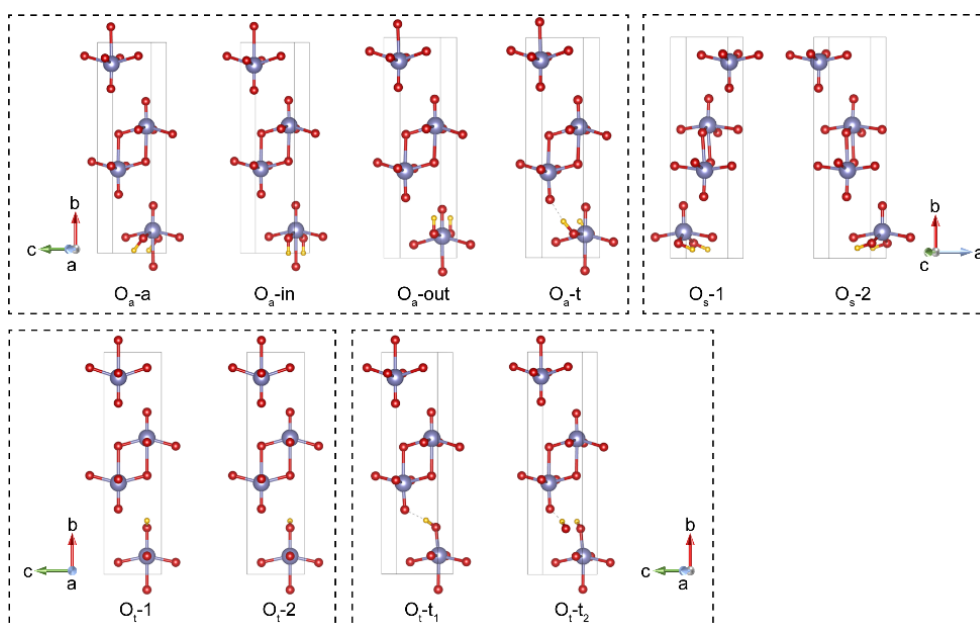 b
c
a
Oₐ-a
Oₐ-in
Oₐ-out
Oₐ-t
b
c
a
Oₛ-1
Oₛ-2
b
c
a
Oₜ-1
Oₜ-2
Oₜ-t₁
Oₜ-t₂
b
c
a